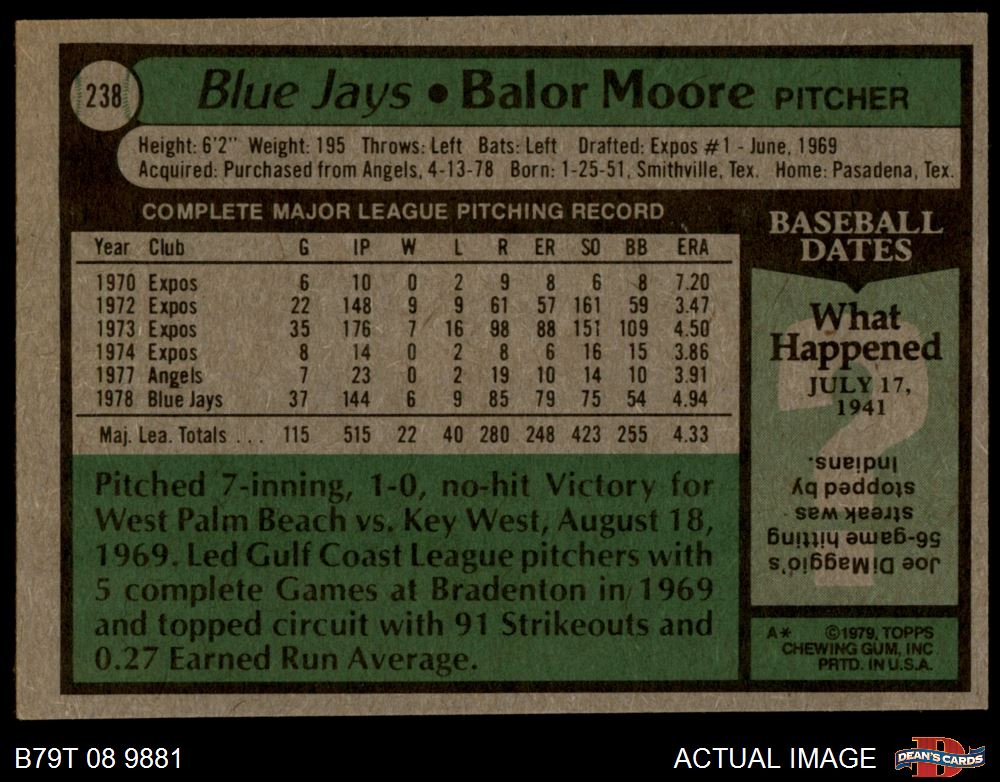 238
Blue Jays • Balor Moore PITCHER
Height: 6'2" Weight: 195 Throws: Left Bats: Left Drafted: Expos #1 - June, 1969
Acquired: Purchased from Angels, 4-13-78 Born: 1-25-51, Smithville, Tex. Home: Pasadena, Tex.
COMPLETE MAJOR LEAGUE PITCHING RECORD
Year Club G IP W L R ER SO BB ERA
1970 Expos 6 10 0 2 9 8 6 8 7.20
1972 Expos 22 148 9 9 61 57 161 59 3.47
1973 Expos 35 176 7 16 98 88 151 109 4.50
1974 Expos 8 14 0 2 8 6 16 15 3.86
1977 Angels 7 23 0 2 19 10 14 10 3.91
1978 Blue Jays 37 144 6 9 85 79 75 54 4.94
Maj. Lea. Totals ... 115 515 22 40 280 248 423 255 4.33
Pitched 7-inning, 1-0, no-hit Victory for
West Palm Beach vs. Key West, August 18,
1969. Led Gulf Coast League pitchers with
5 complete Games at Bradenton in 1969
and topped circuit with 91 Strikeouts and
0.27 Earned Run Average.
BASEBALL
DATES
What
Happened
JULY 17,
1941
Joe DiMaggio's
56-game hitting
streak was
stopped by
Indians.
A* ©1979, TOPPS
CHEWING GUM, INC.
PRTD. IN U.S.A.
B79T 08 9881
ACTUAL IMAGE
DEAN'S CARDS